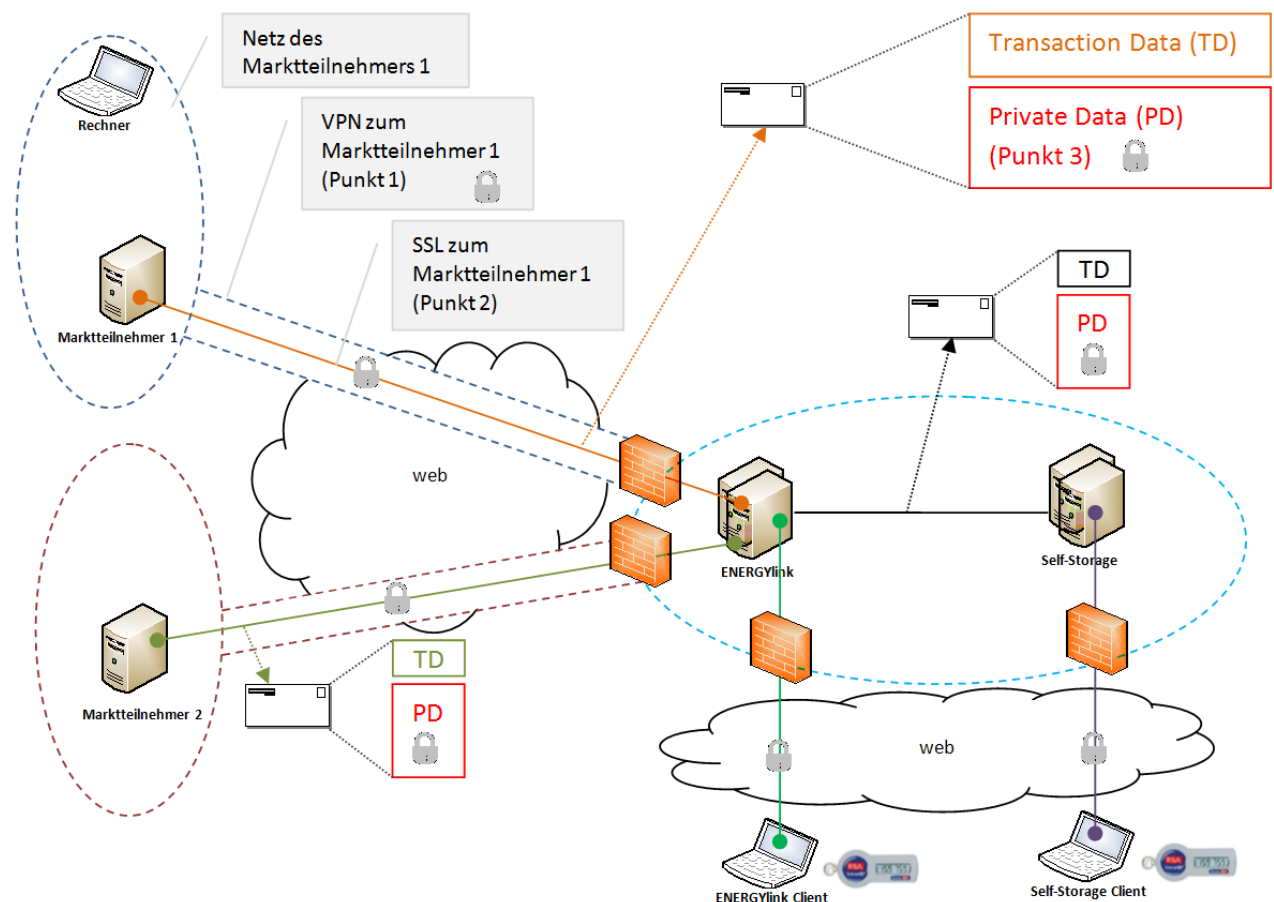 Netz des
Marktteilnehmers 1
Transaction Data (TD)
Rechner
VPN zum
Marktteilnehmer 1
(Punkt 1)
Private Data (PD)
(Punkt 3)
SSL zum
Marktteilnehmer 1
(Punkt 2)
TD
PD
Marktteilnehmer 1
web
ENERGYlink
Self-Storage
TD
PD
Marktteilnehmer 2
web
ENERGYlink Client
RSA
Self-Storage Client
RSA